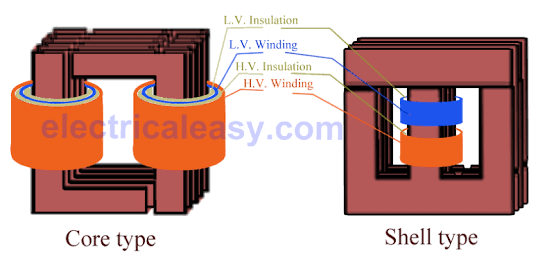 L.V. Insulation
L.V. Winding
H.V. Insulation
H.V. Winding
electricaleasy.com
Core type
Shell type